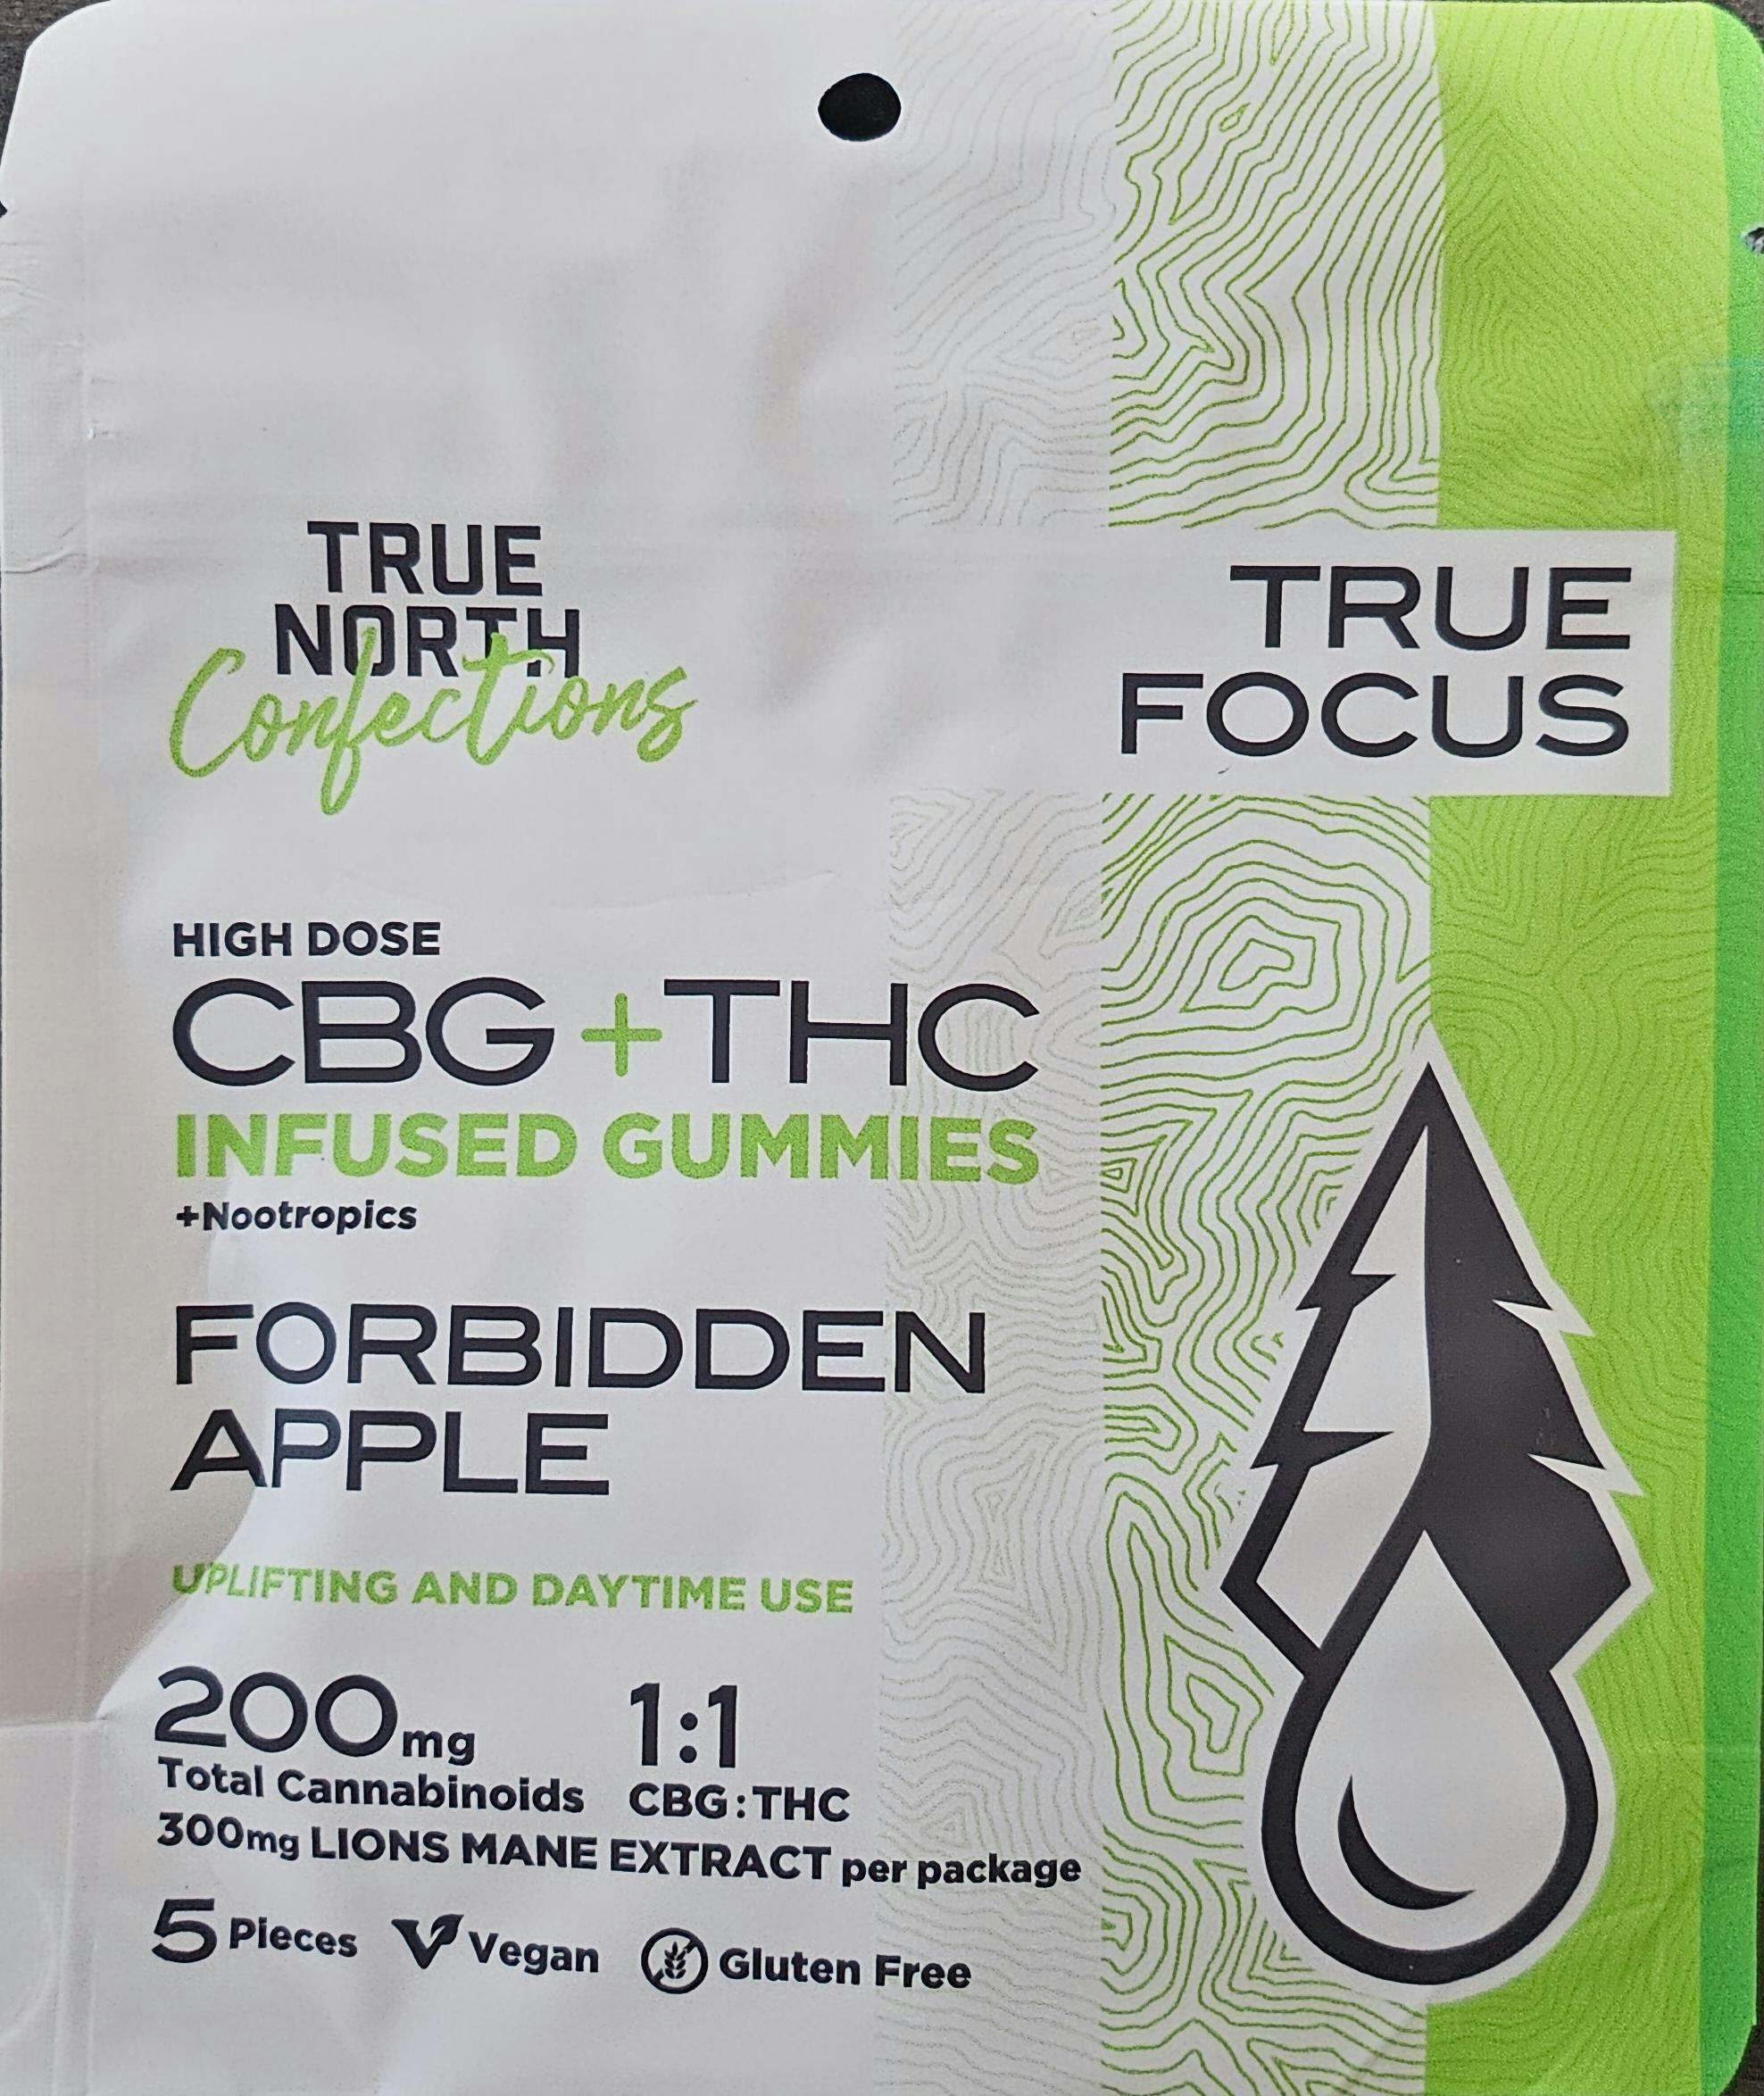 TRUE
NORTH
Confections
TRUE
FOCUS
HIGH DOSE
CBG+THC
INFUSED GUMMIES
+Nootropics
FORBIDDEN
APPLE
UPLIFTING AND DAYTIME USE
200mg
Total Cannabinoids
1:1
CBG:THC
300mg LIONS MANE EXTRACT per package
5 Pieces Vegan Gluten Free